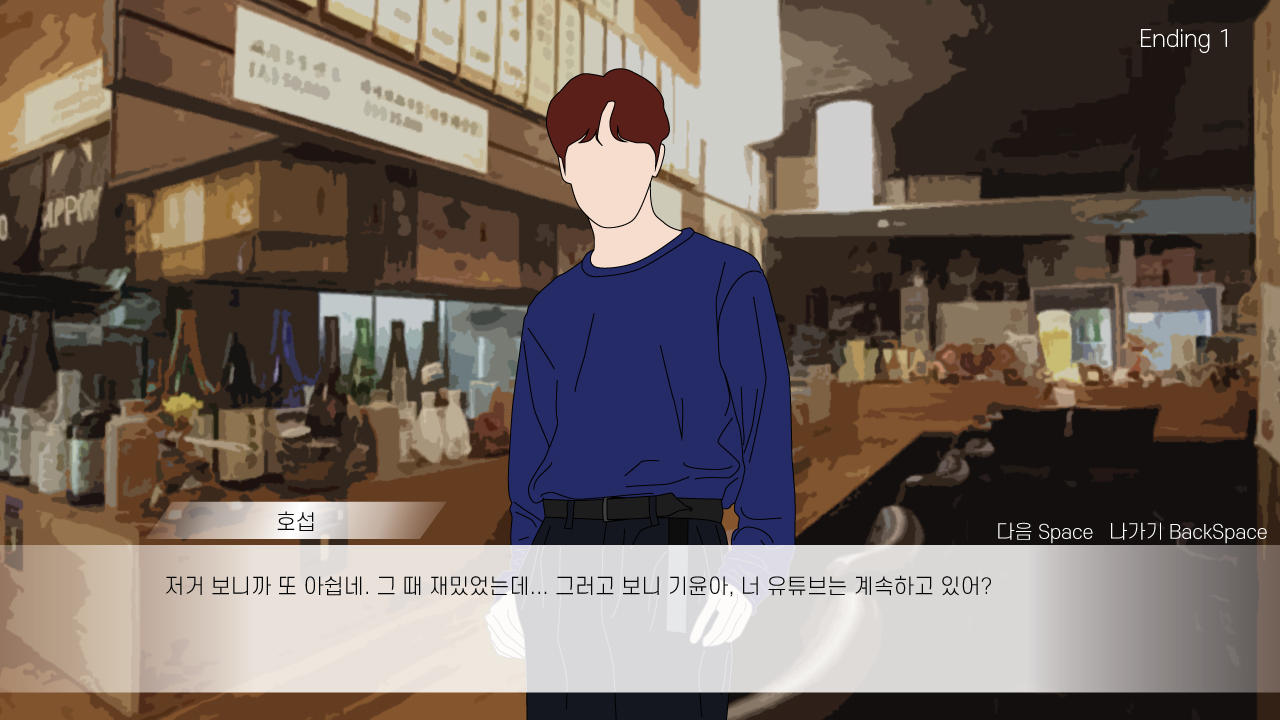 Ending 1
호섭
다음 Space 나가기 BackSpace
저거 보니까 또 아쉽네. 그 때 재밌었는데... 그러고 보니 기윤아, 너 유튜브는 계속하고 있어?